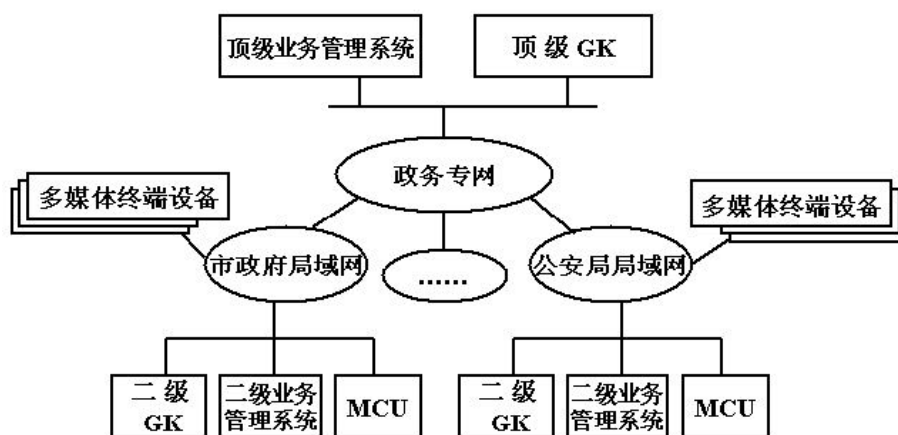 顶级业务管理系统
顶 级 GK
政务专网
多媒体终端设备
多媒体终端设备
市政府局域网
......
公安局局域网
二 级
GK
二级业务
管理系统
MCU
二 级
GK
二级业务
管理系统
MCU